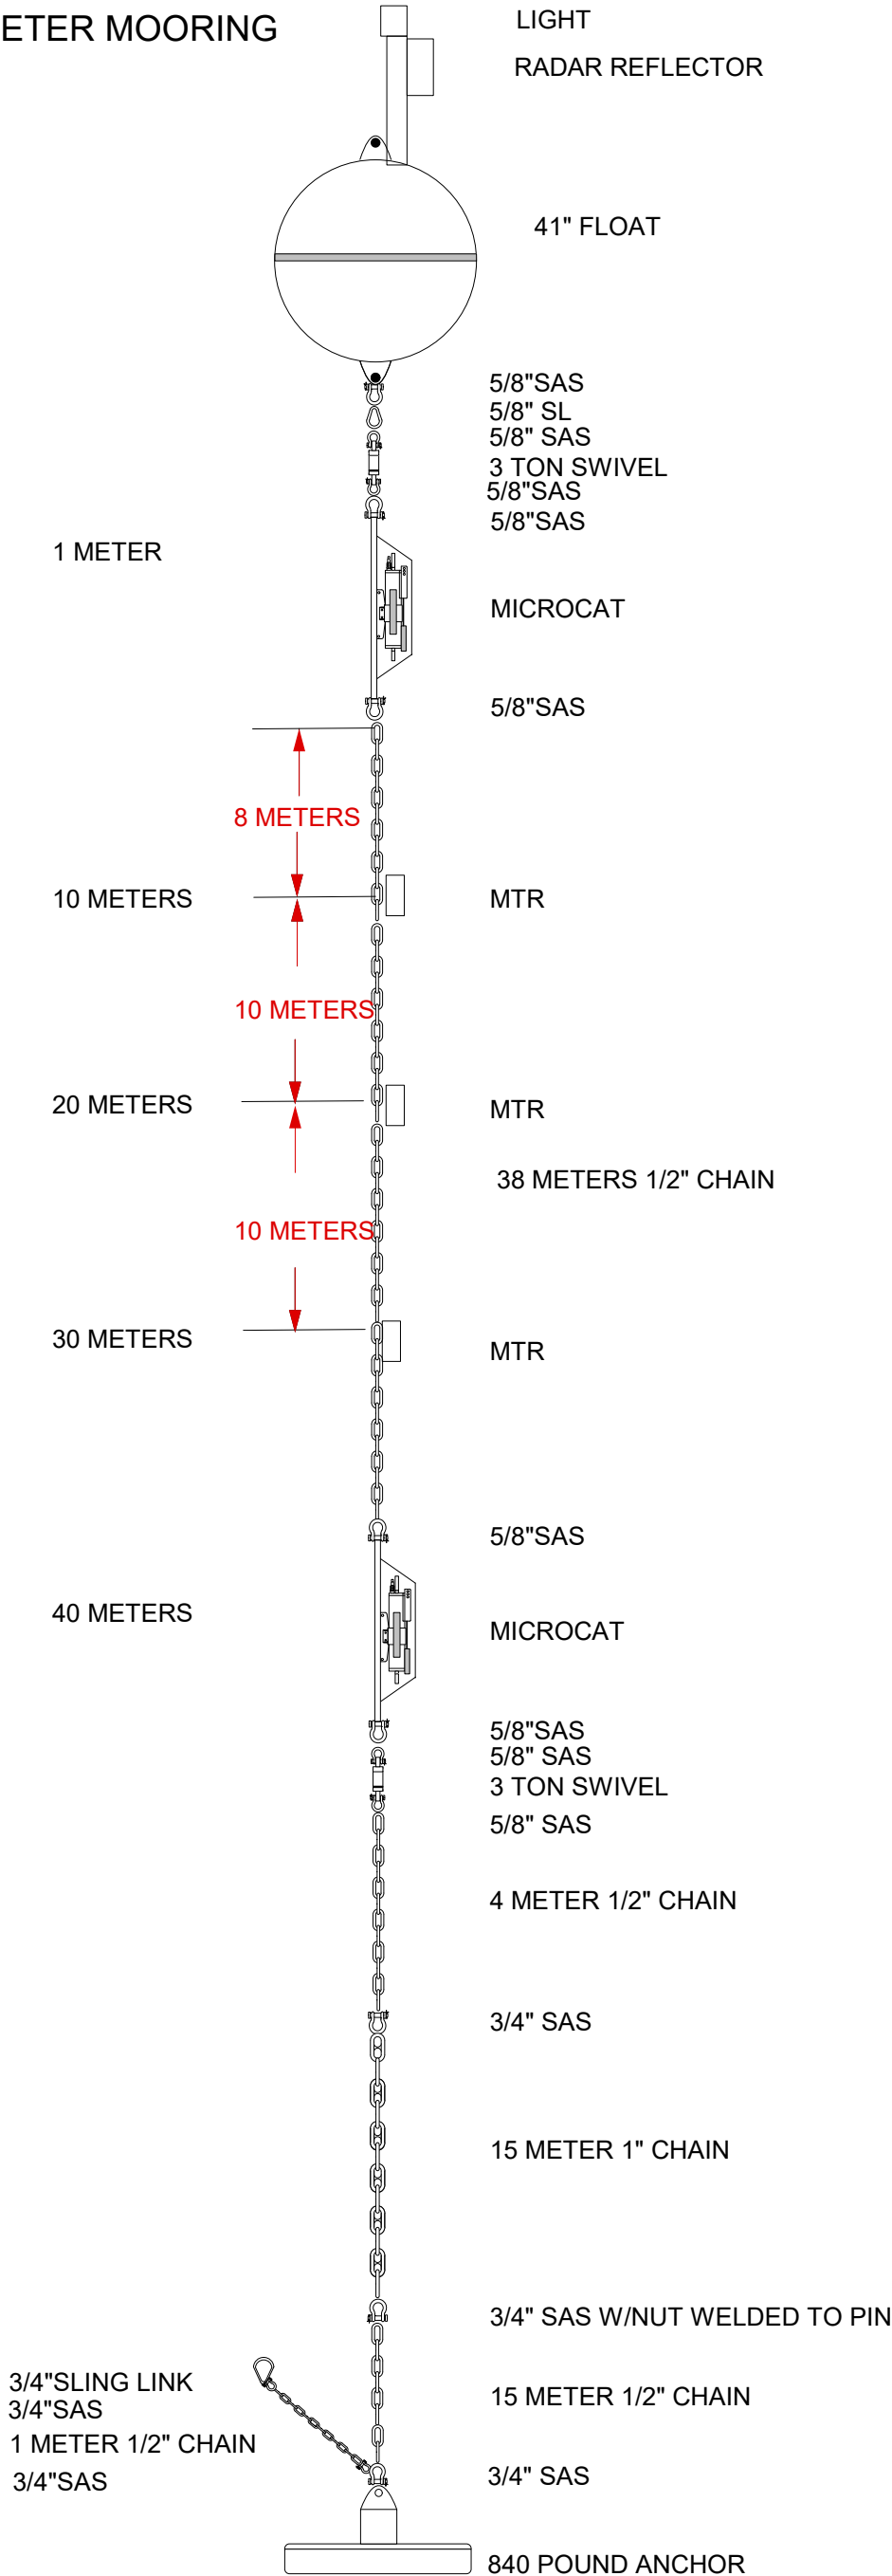 ETER MOORING
LIGHT
RADAR REFLECTOR
41" FLOAT
5/8"SAS
5/8" SL
5/8" SAS
3 TON SWIVEL
5/8"SAS
5/8"SAS
1 METER
MICROCAT
5/8"SAS
8 METERS
10 METERS
MTR
10 METERS
20 METERS
MTR
38 METERS 1/2" CHAIN
10 METERS
30 METERS
MTR
5/8"SAS
40 METERS
MICROCAT
5/8"SAS
5/8" SAS
3 TON SWIVEL
5/8" SAS
4 METER 1/2" CHAIN
3/4" SAS
15 METER 1" CHAIN
3/4" SAS W/NUT WELDED TO PIN
3/4"SLING LINK
3/4"SAS
15 METER 1/2" CHAIN
1 METER 1/2" CHAIN
3/4"SAS
3/4" SAS
840 POUND ANCHOR